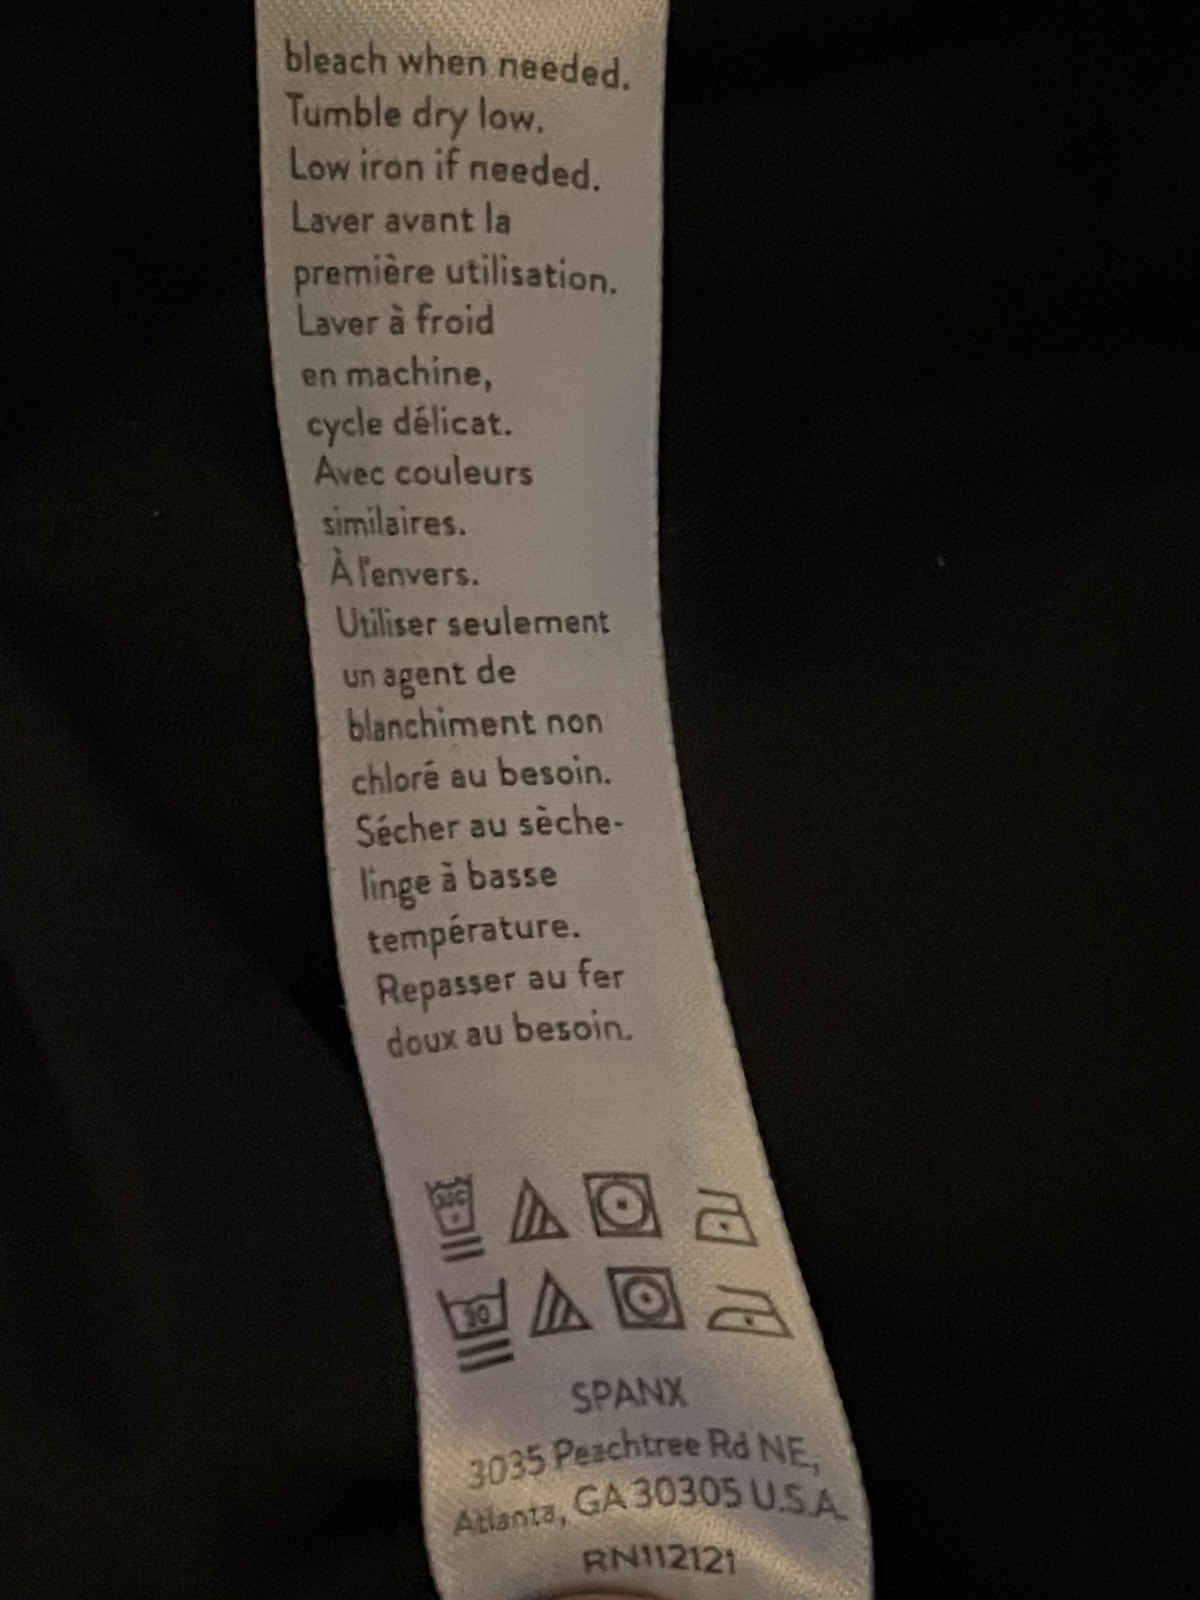 bleach when needed.
Tumble dry low.
Low iron if needed.
Laver avant la
première utilisation.
Laver à froid
en machine,
cycle délicat.
Avec couleurs
similaires.
À l'envers.
Utiliser seulement
un agent de
blanchiment non
chloré au besoin.
Sécher au sèche-
linge à basse
température.
Repasser au fer
doux au besoin.
30
SPANX
3035 Peachtree Rd NE,
Atlanta, GA 30305 U.S.A.
RN112121